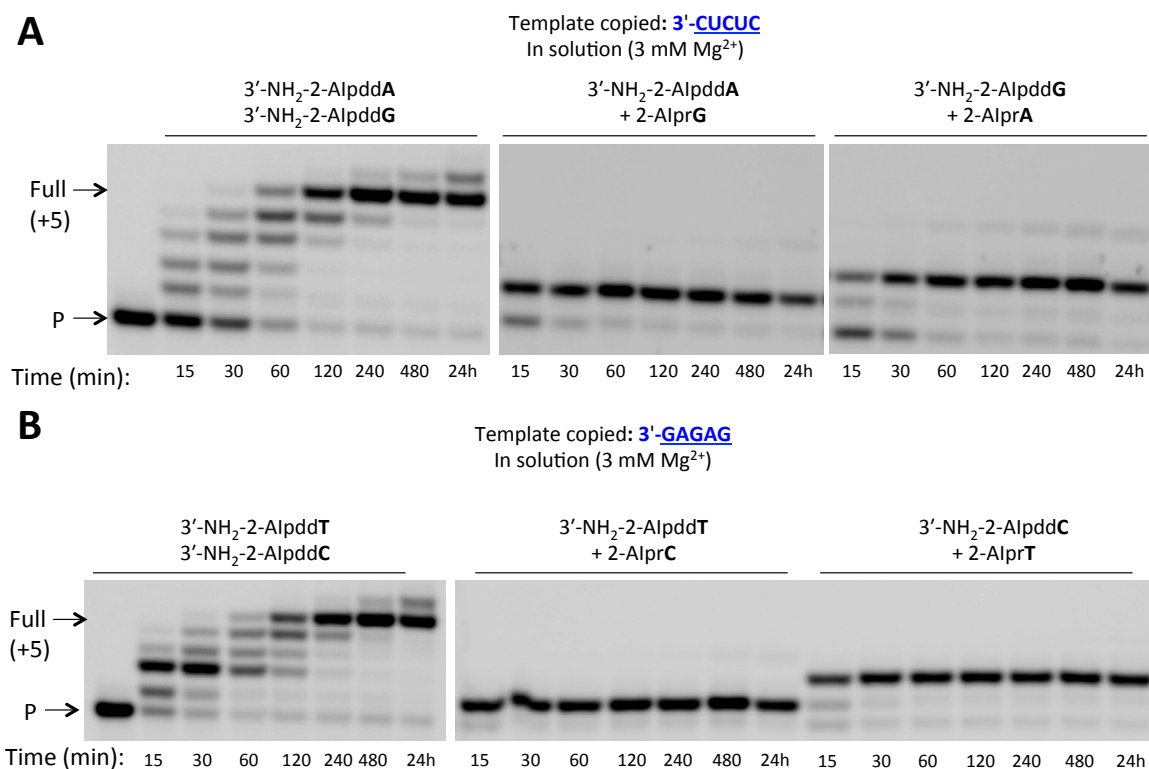 A
Template copied: 3'-CUCUC
In solution (3 mM Mg2+)
3′-NH2-2-AIpddA
3′-NH2-2-AIpddG
3′-NH2-2-AIpddA
+ 2-AIprG
3′-NH2-2-AIpddG
+ 2-AIprA
Full
(+5)
P
Time (min): 15 30 60 120 240 480 24h 15 30 60 120 240 480 24h 15 30 60 120 240 480 24h
B
Template copied: 3'-GAGAG
In solution (3 mM Mg2+)
3′-NH2-2-AIpddT
3′-NH2-2-AIpddC
3′-NH2-2-AIpddT
+ 2-AIprC
3′-NH2-2-AIpddC
+ 2-AIprT
Full
(+5)
P
Time (min): 15 30 60 120 240 480 24h 15 30 60 120 240 480 24h 15 30 60 120 240 480 24h